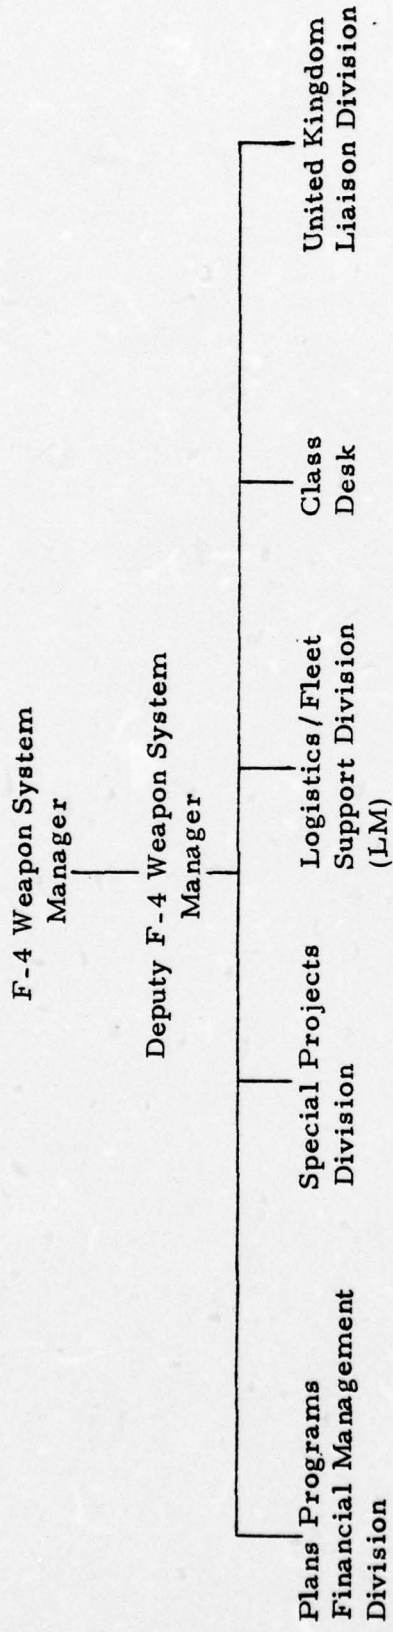 F-4 Weapon System
Manager
Deputy F-4 Weapon System
Manager
Plans Programs
Financial Management
Division
Special Projects
Division
Logistics/Fleet
Support Division
(LM)
Class
Desk
United Kingdom
Liaison Division